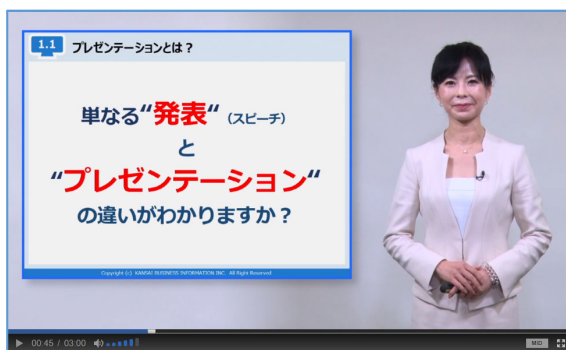 1.1 プレゼンテーションとは？
単なる“発表“（スピーチ）
と
“プレゼンテーション“
の違いがわかりますか？
Copyright (c) KANSAI BUSINESS INFORMATION INC. All Right Reserved
00:45 / 03:00
MID